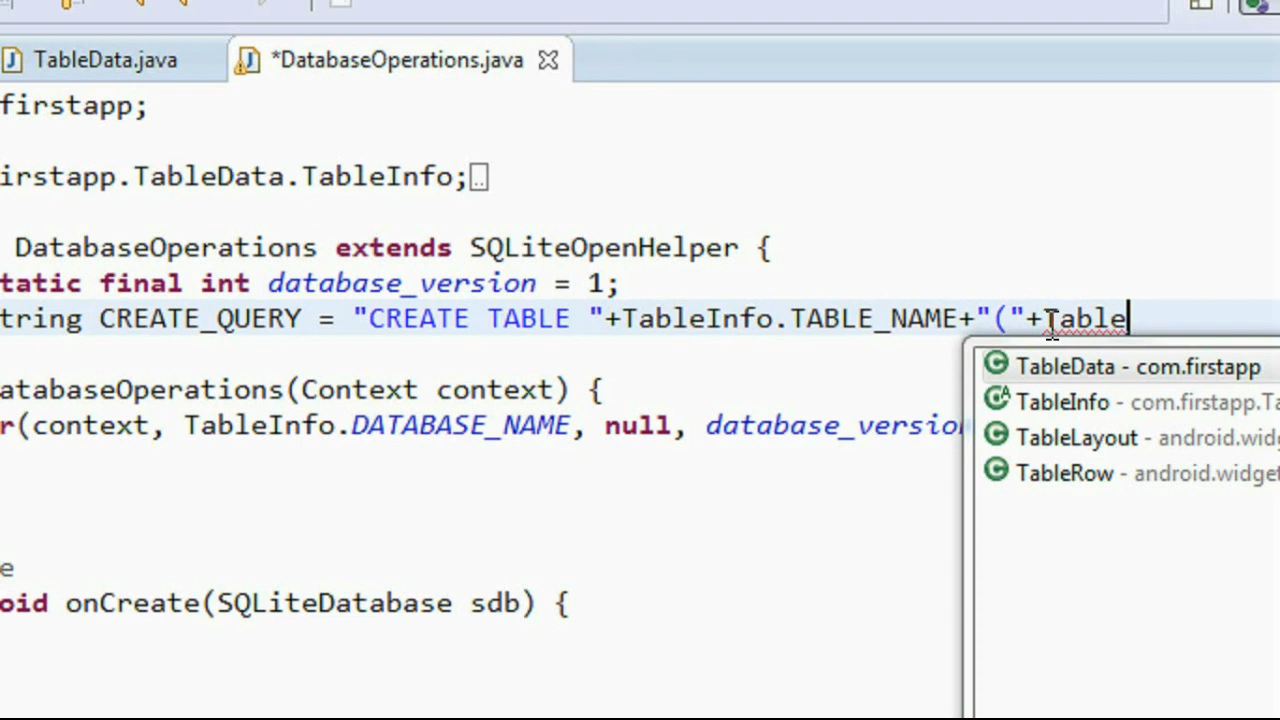 TableData.java
*DatabaseOperations.java
firstapp;
irstapp.TableData.TableInfo;
DatabaseOperations extends SQLiteOpenHelper {
tatic final int database_version = 1;
tring CREATE_QUERY = "CREATE TABLE "+TableInfo.TABLE_NAME+"("+Table
TableData - com.firstapp
TableInfo - com.firstapp.Ta
TableLayout - android.widg
TableRow - android.widget
atabaseOperations(Context context) {
r(context, TableInfo.DATABASE_NAME, null, database_version
e
oid onCreate(SQLiteDatabase sdb) {